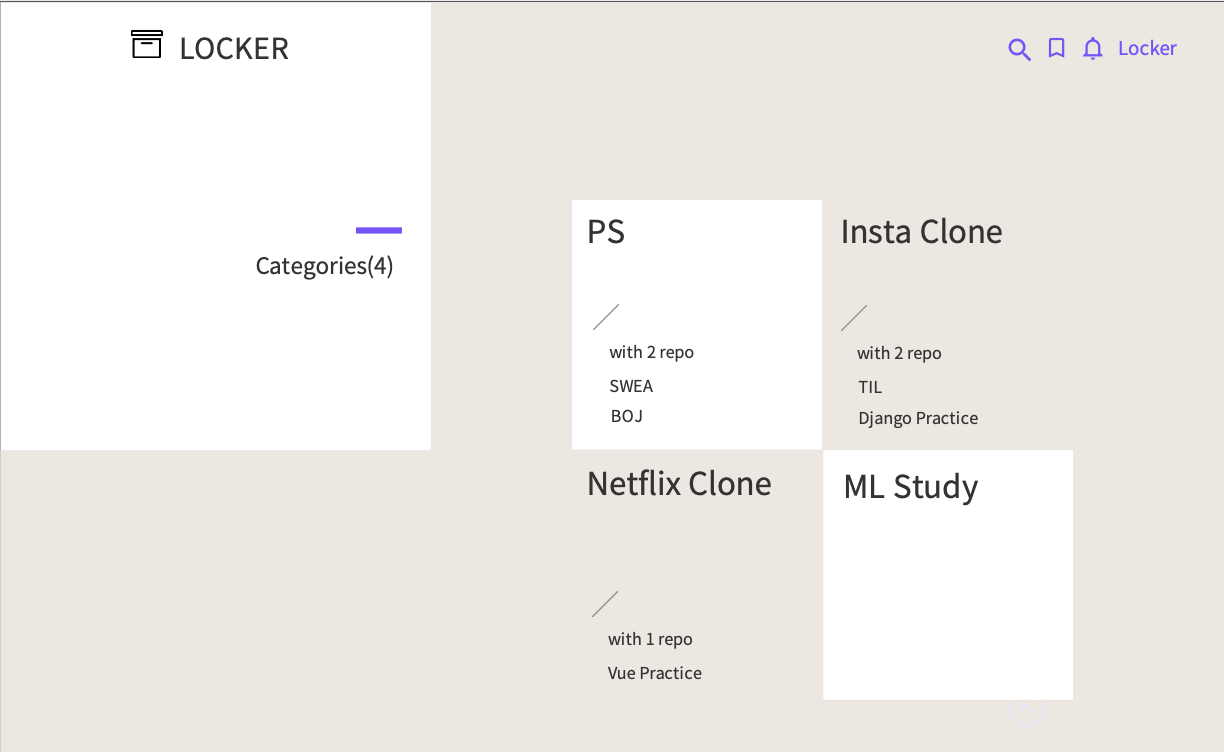 LOCKER
Locker
Categories(4)
PS
with 2 repo
SWEA
BOJ
Insta Clone
with 2 repo
TIL
Django Practice
Netflix Clone
with 1 repo
Vue Practice
ML Study